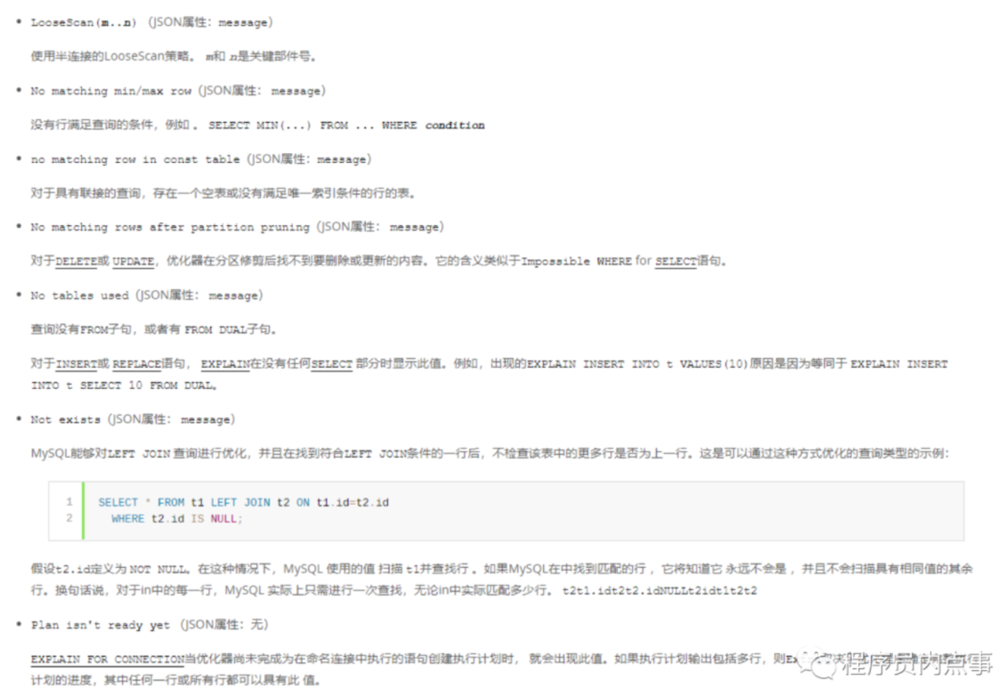 • LooseScan(m..n) （JSON属性：message）
使用半连接的LooseScan策略。 m和 n是关键部件号。
• No matching min/max row（JSON属性： message）
没有行满足查询的条件，例如 。 SELECT MIN(...) FROM ... WHERE condition
• no matching row in const table（JSON属性：message）
对于具有联接的查询，存在一个空表或没有满足唯一索引条件的行的表。
• No matching rows after partition pruning（JSON属性： message）
对于DELETE或 UPDATE，优化器在分区修剪后找不到要删除或更新的内容。它的含义类似于Impossible WHERE for SELECT语句。
• No tables used（JSON属性： message）
查询没有FROM子句，或者有 FROM DUAL子句。
对于INSERT或 REPLACE语句， EXPLAIN在没有任何SELECT 部分时显示此值。例如，出现的EXPLAIN INSERT INTO t VALUES(10)原因是因为等同于 EXPLAIN INSERT
INTO t SELECT 10 FROM DUAL。
• Not exists（JSON属性： message）
MySQL能够对LEFT JOIN 查询进行优化，并且在找到符合LEFT JOIN条件的一行后，不检查该表中的更多行是否为上一行。这是可以通过这种方式优化的查询类型的示例：
1 SELECT * FROM t1 LEFT JOIN t2 ON t1.id=t2.id
2 WHERE t2.id IS NULL;
假设t2.id定义为 NOT NULL。在这种情况下，MySQL 使用的值 扫描 t1并查找行 。如果MySQL在中找到匹配的行 ，它将知道它 永远不会是 ，并且不会扫描具有相同值的其余
行。换句话说，对于in中的每一行，MySQL 实际上只需进行一次查找，无论in中实际匹配多少行。 t2t1.idt2t2.idNULLt2idt1t2t2
• Plan isn't ready yet （JSON属性：无）
EXPLAIN FOR CONNECTION当优化器尚未完成为在命名连接中执行的语句创建执行计划时， 就会出现此值。如果执行计划输出包括多行，则
计划的进度，其中任何一行或所有行都可以具有此 值。
程序员内点事